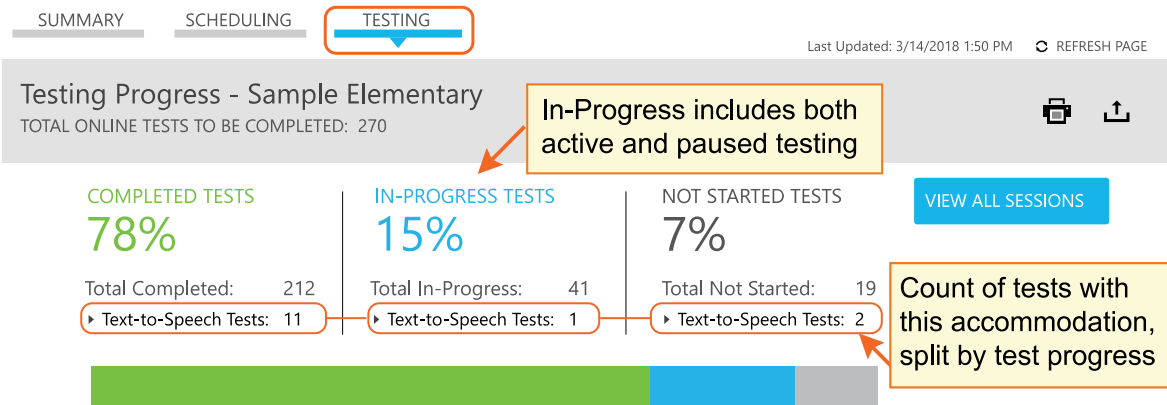 SUMMARY
SCHEDULING
TESTING
Last Updated: 3/14/2018 1:50 PM
REFRESH PAGE
Testing Progress - Sample Elementary
TOTAL ONLINE TESTS TO BE COMPLETED: 270
In-Progress includes both
active and paused testing
COMPLETED TESTS
78%
Total Completed: 212
Text-to-Speech Tests: 11
IN-PROGRESS TESTS
15%
Total In-Progress: 41
Text-to-Speech Tests: 1
NOT STARTED TESTS
7%
Total Not Started: 19
Text-to-Speech Tests: 2
VIEW ALL SESSIONS
Count of tests with
this accommodation,
split by test progress